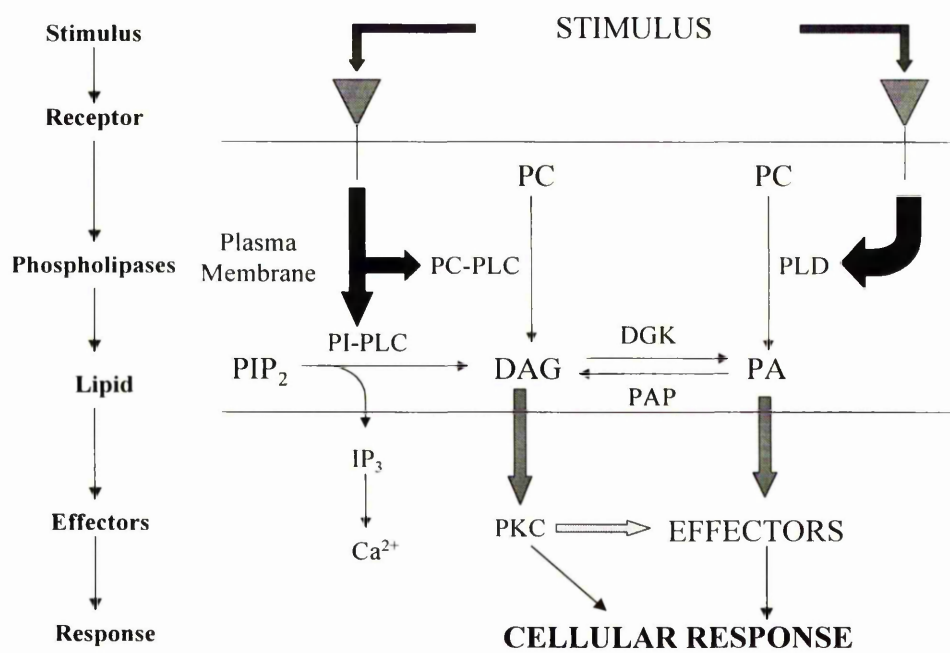 Stimulus
Receptor
Phospholipases
Lipid
Effectors
Response
STIMULUS
PC
PC
Plasma
Membrane
PC-PLC
PLD
PI-PLC
DGK
PIP₂
DAG
PA
PAP
IP₃
PKC
EFFECTORS
Ca²⁺
CELLULAR RESPONSE